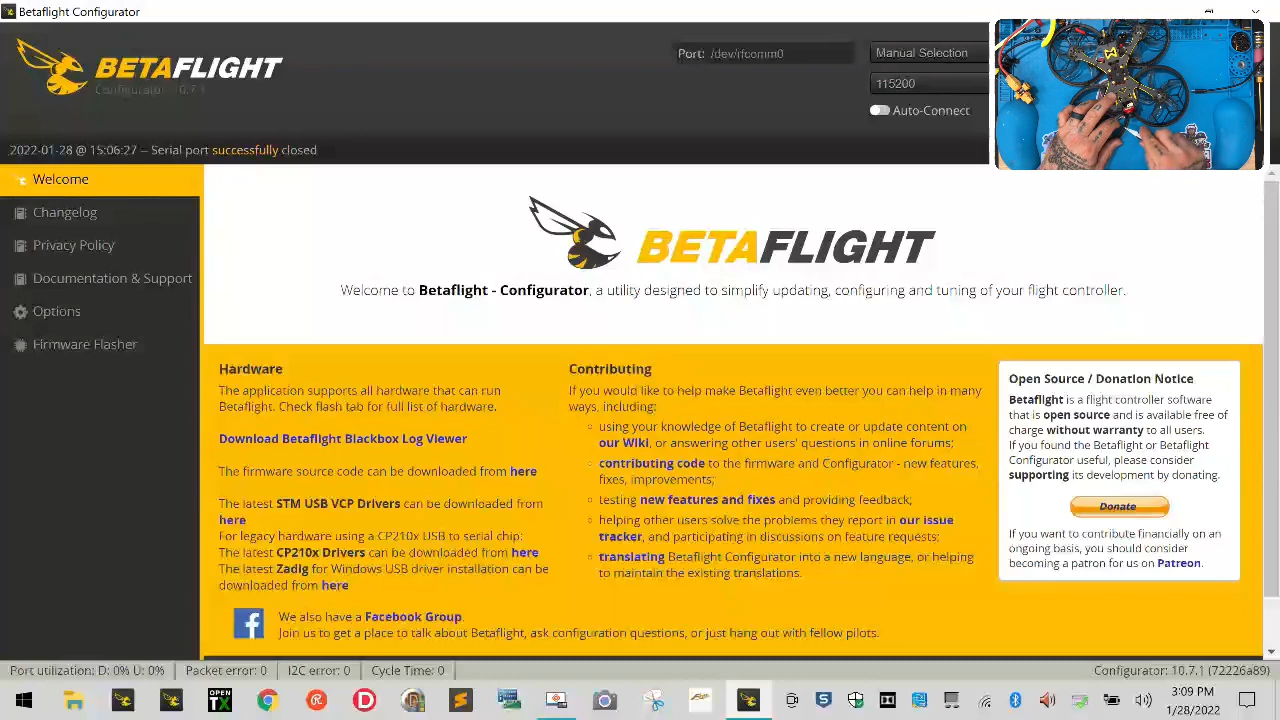 Betaflight Configurator
BETAFLIGHT
Configurator 10.7.1
Port: /dev/rfcomm0
Manual Selection
115200
Auto-Connect
2022-01-28 @ 15:06:27 -- Serial port successfully closed
Welcome
Changelog
Privacy Policy
Documentation & Support
Options
Firmware Flasher
BETAFLIGHT
Welcome to Betaflight - Configurator, a utility designed to simplify updating, configuring and tuning of your flight controller.
Hardware
The application supports all hardware that can run
Betaflight. Check flash tab for full list of hardware.
Download Betaflight Blackbox Log Viewer
The firmware source code can be downloaded from here
The latest STM USB VCP Drivers can be downloaded from
here
For legacy hardware using a CP210x USB to serial chip:
The latest CP210x Drivers can be downloaded from here
The latest Zadig for Windows USB driver installation can be
downloaded from here
Contributing
If you would like to help make Betaflight even better you can help in many
ways, including:
using your knowledge of Betaflight to create or update content on
our Wiki, or answering other users' questions in online forums;
contributing code to the firmware and Configurator - new features,
fixes, improvements;
testing new features and fixes and providing feedback;
helping other users solve the problems they report in our issue
tracker, and participating in discussions on feature requests;
translating Betaflight Configurator into a new language, or helping
to maintain the existing translations.
Open Source / Donation Notice
Betaflight is a flight controller software
that is open source and is available free of
charge without warranty to all users.
If you found the Betaflight or Betaflight
Configurator useful, please consider
supporting its development by donating.
Donate
If you want to contribute financially on an
ongoing basis, you should consider
becoming a patron for us on Patreon.
We also have a Facebook Group.
Join us to get a place to talk about Betaflight, ask configuration questions, or just hang out with fellow pilots.
Port utilization: D: 0% U: 0%
Packet error: 0
I2C error: 0
Cycle Time: 0
Configurator: 10.7.1 (72226a89)
OPEN
TX
3:09 PM
1/28/2022